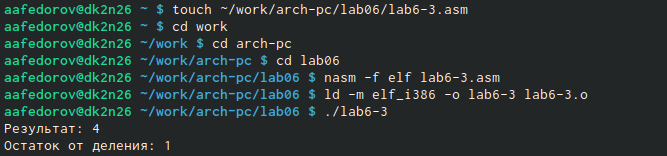 aafedorov@dk2n26 ~ $ touch ~/work/arch-pc/lab06/lab6-3.asm
aafedorov@dk2n26 ~ $ cd work
aafedorov@dk2n26 ~/work $ cd arch-pc
aafedorov@dk2n26 ~/work/arch-pc $ cd lab06
aafedorov@dk2n26 ~/work/arch-pc/lab06 $ nasm -f elf lab6-3.asm
aafedorov@dk2n26 ~/work/arch-pc/lab06 $ ld -m elf_i386 -o lab6-3 lab6-3.o
aafedorov@dk2n26 ~/work/arch-pc/lab06 $ ./lab6-3
Результат: 4
Остаток от деления: 1